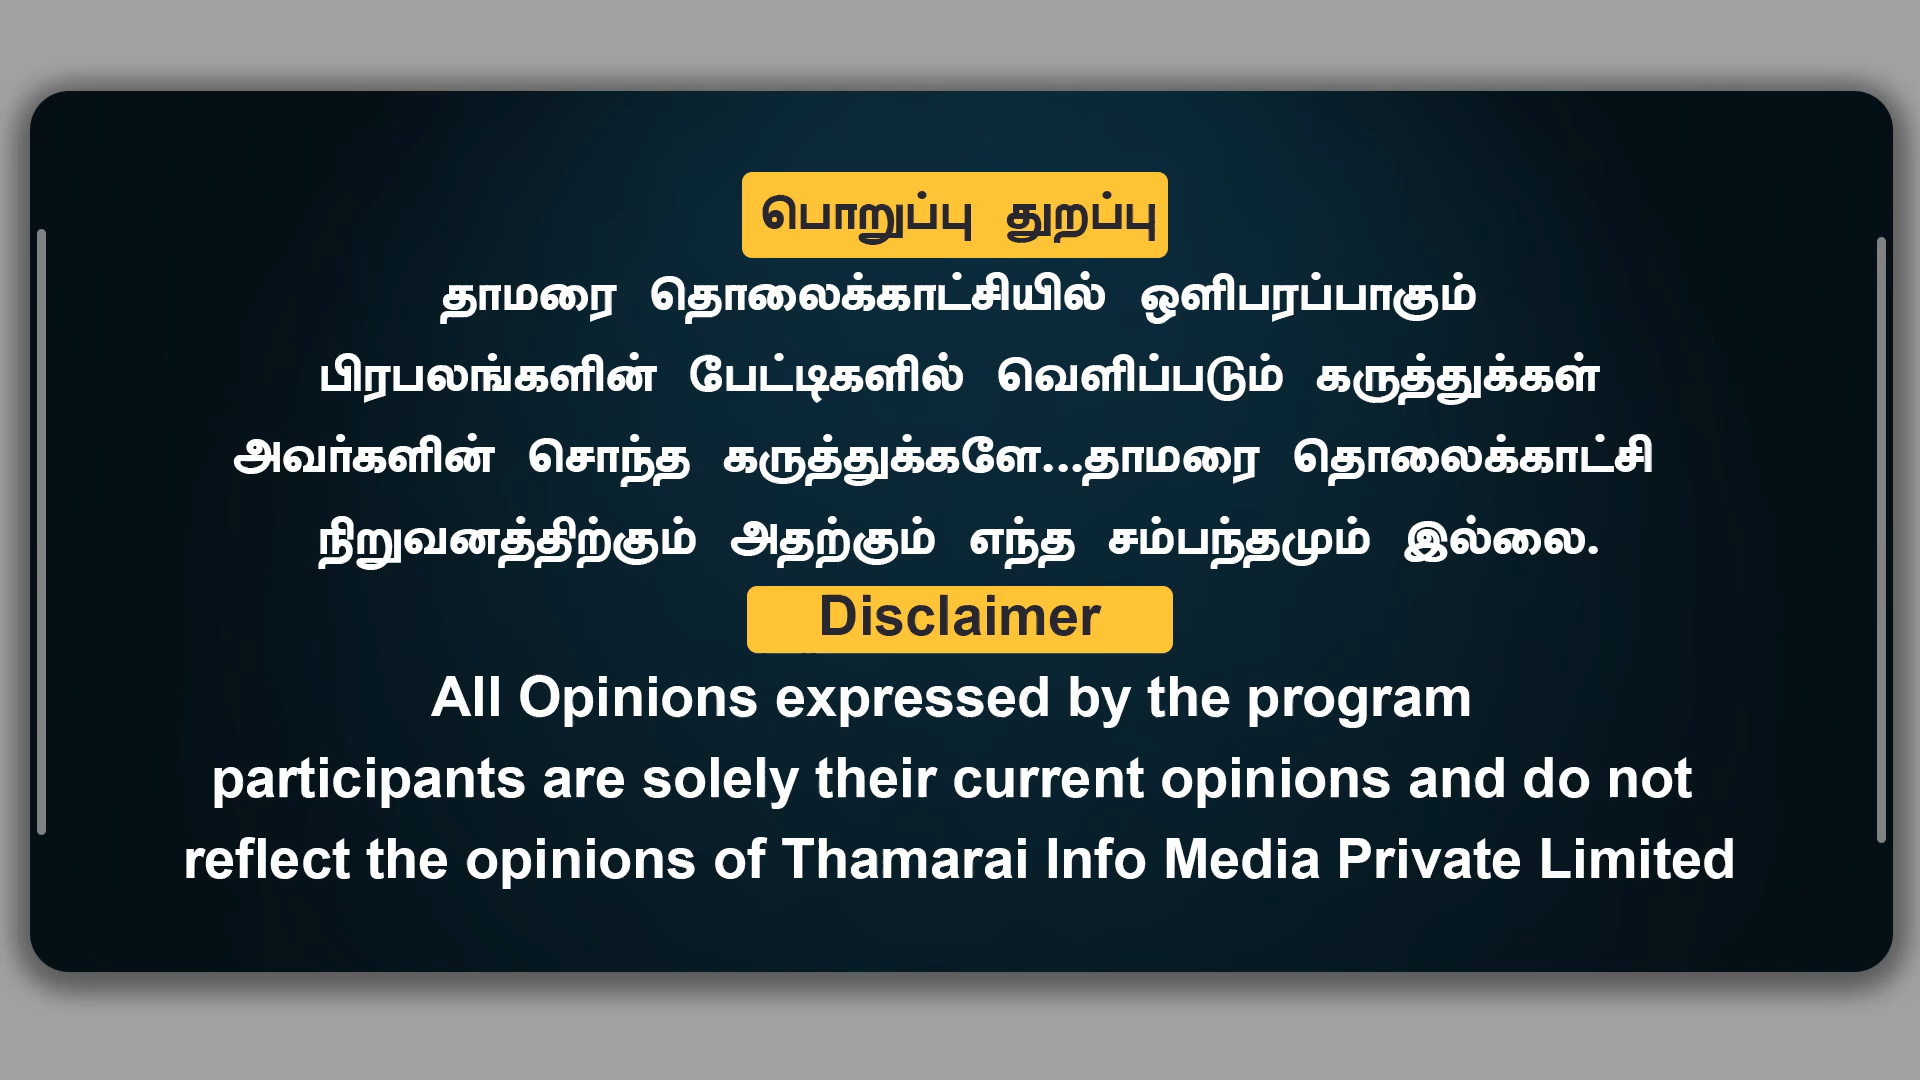 பொறுப்பு துறப்பு
தாமரை தொலைக்காட்சியில் ஒளிபரப்பாகும்
பிரபலங்களின் பேட்டிகளில் வெளிப்படும் கருத்துக்கள்
அவர்களின் சொந்த கருத்துக்களே...தாமரை தொலைக்காட்சி
நிறுவனத்திற்கும் அதற்கும் எந்த சம்பந்தமும் இல்லை.
Disclaimer
All Opinions expressed by the program
participants are solely their current opinions and do not
reflect the opinions of Thamarai Info Media Private Limited